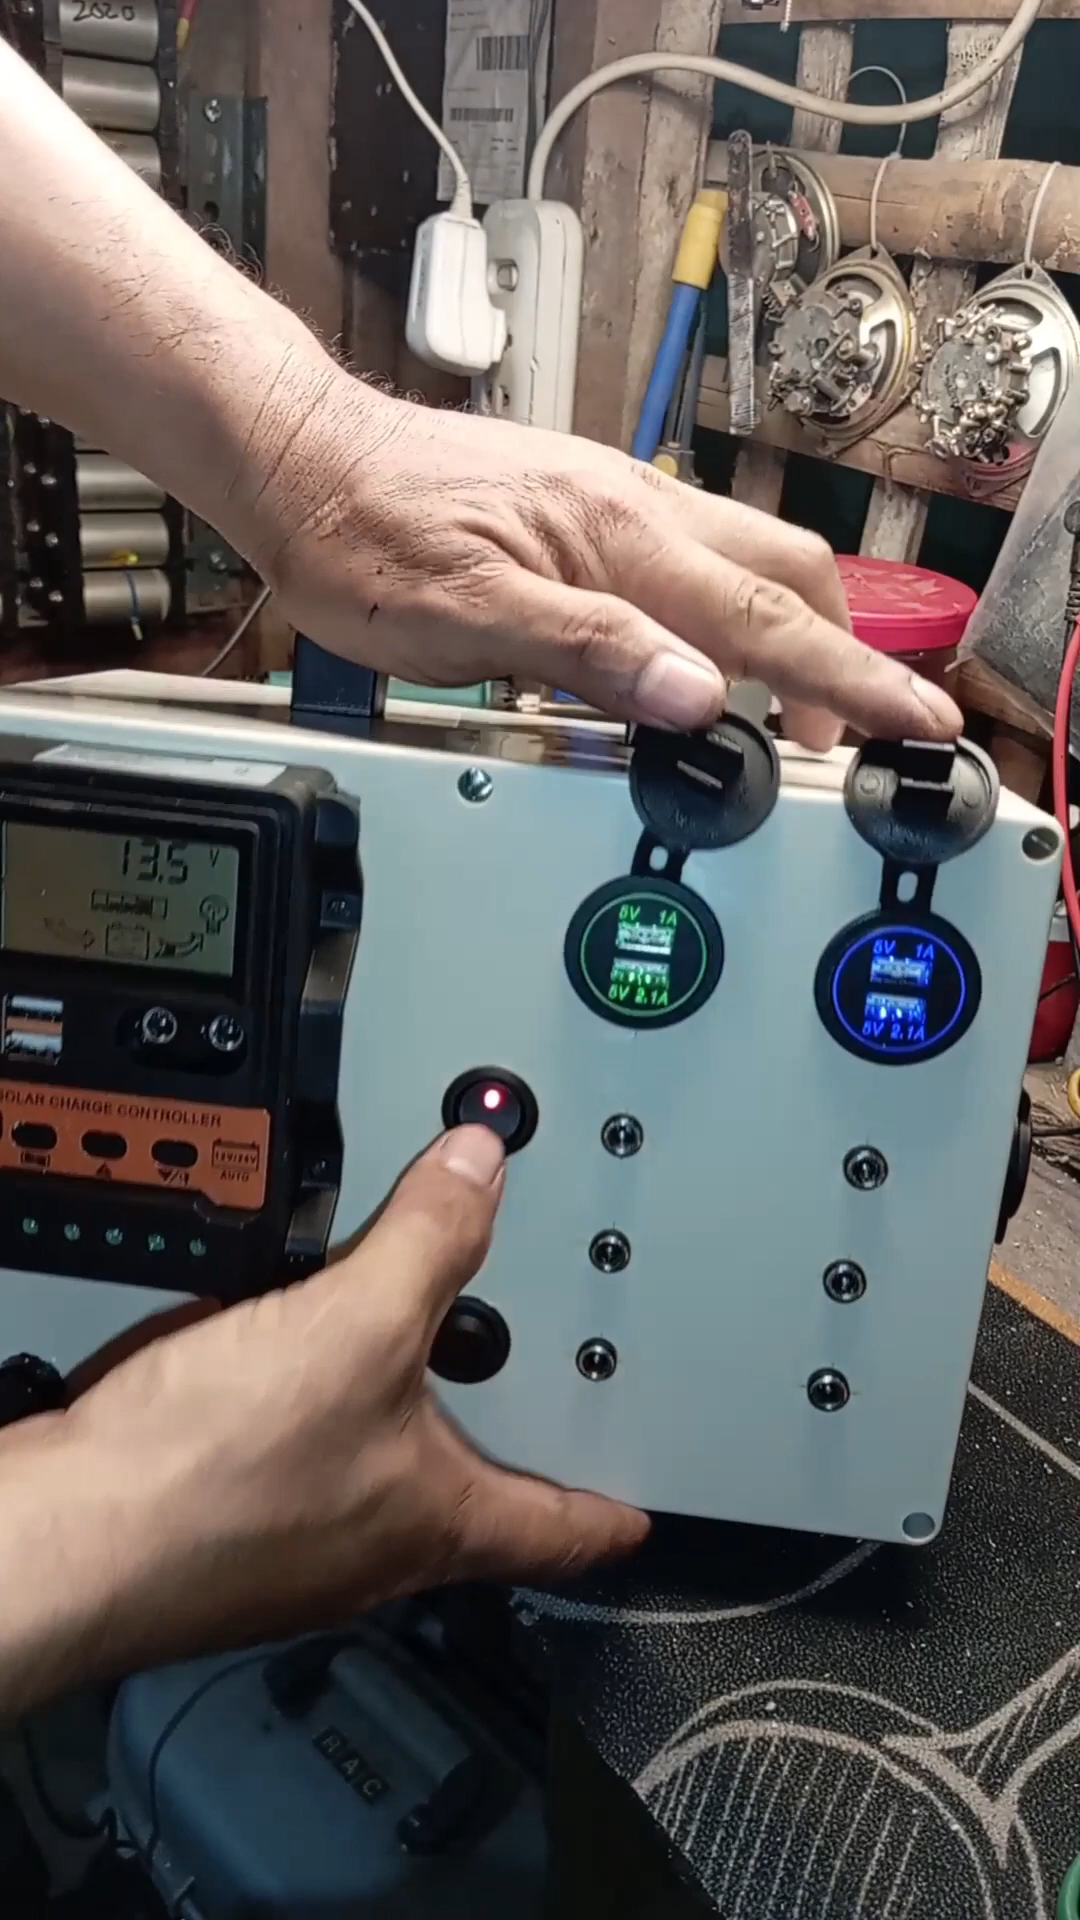 2020
13.5 V
5V 1A
5V 2.1A
5V 1A
5V 2.1A
SOLAR CHARGE CONTROLLER
12V/24V
AUTO
RAC